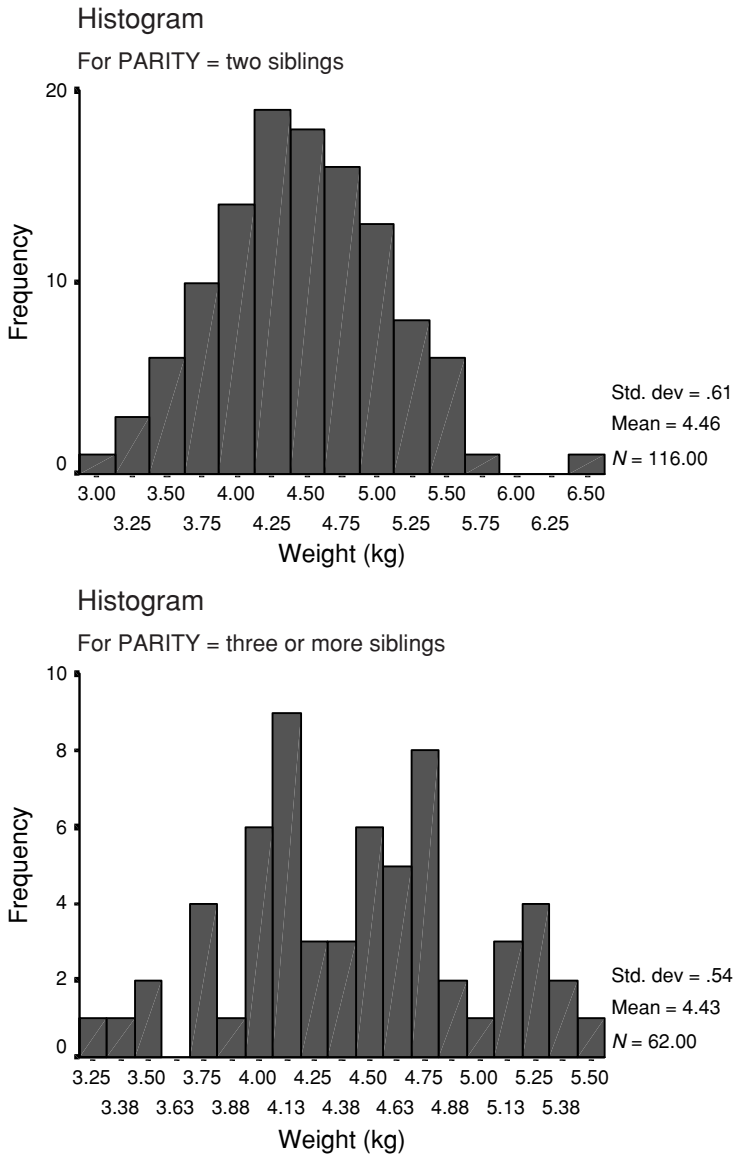 Histogram
For PARITY = two siblings
20
10
0
Frequency
3.00 3.50 4.00 4.50 5.00 5.50 6.00 6.50
3.25 3.75 4.25 4.75 5.25 5.75 6.25
Weight (kg)
Std. dev = .61
Mean = 4.46
N = 116.00
Histogram
For PARITY = three or more siblings
10
8
6
4
2
0
Frequency
3.25 3.50 3.75 4.00 4.25 4.50 4.75 5.00 5.25 5.50
3.38 3.63 3.88 4.13 4.38 4.63 4.88 5.13 5.38
Weight (kg)
Std. dev = .54
Mean = 4.43
N = 62.00